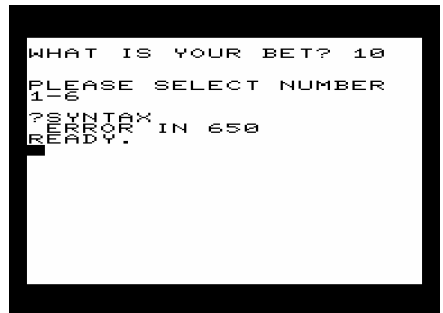 WHAT IS YOUR BET? 10
PLEASE SELECT NUMBER
1-6
?SYNTAX
ERROR IN 650
READY.